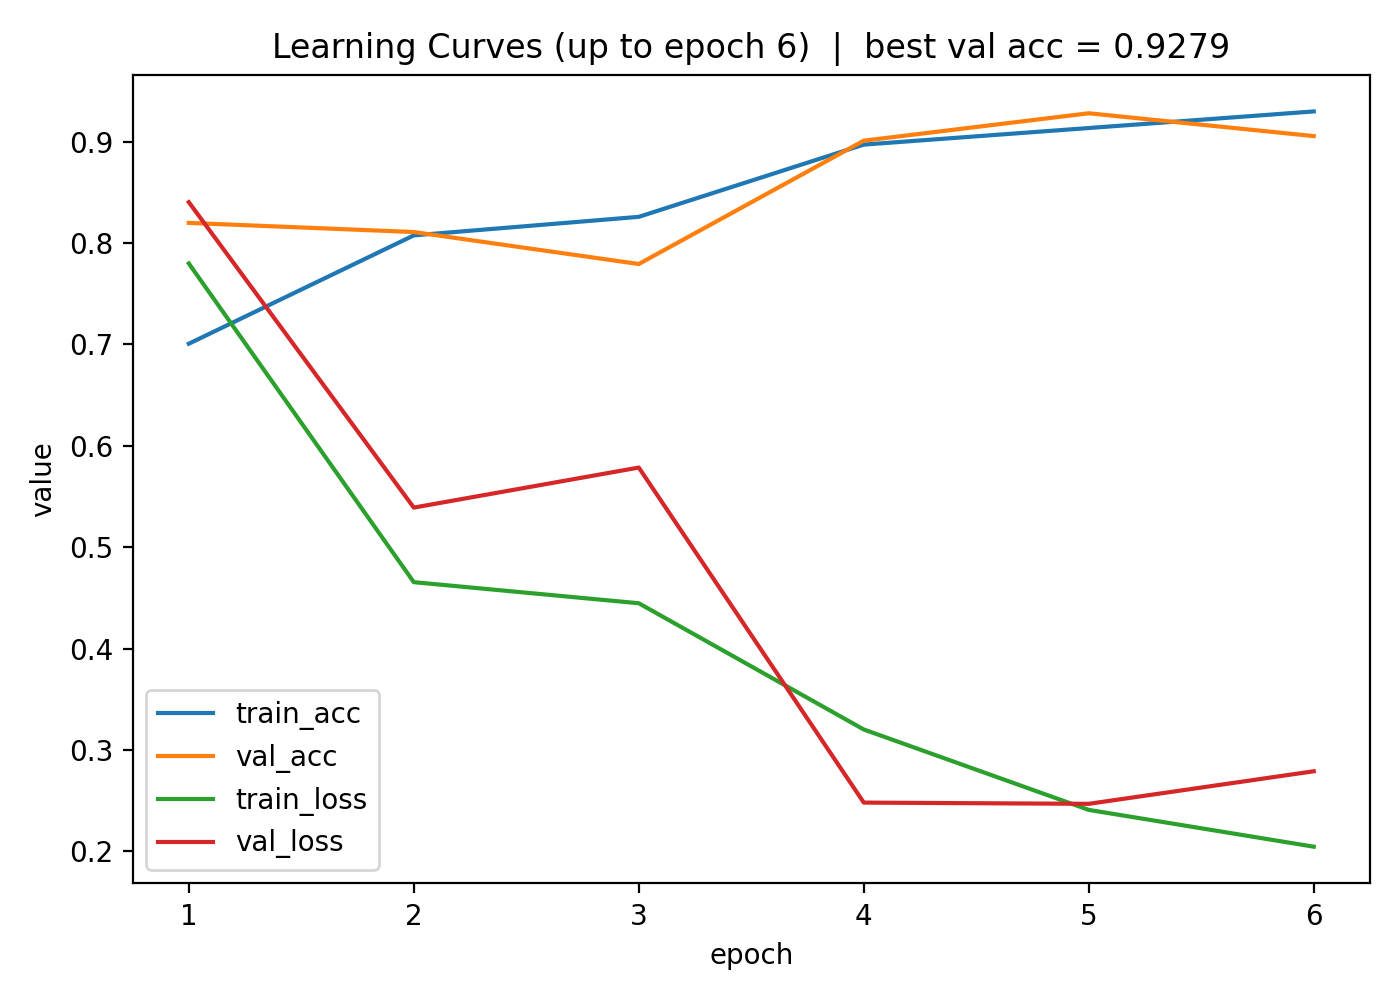 Learning Curves (up to epoch 6) | best val acc = 0.9279
value
0.9
0.8
0.7
0.6
0.5
0.4
0.3
0.2
train_acc
val_acc
train_loss
val_loss
1 2 3 4 5 6
epoch